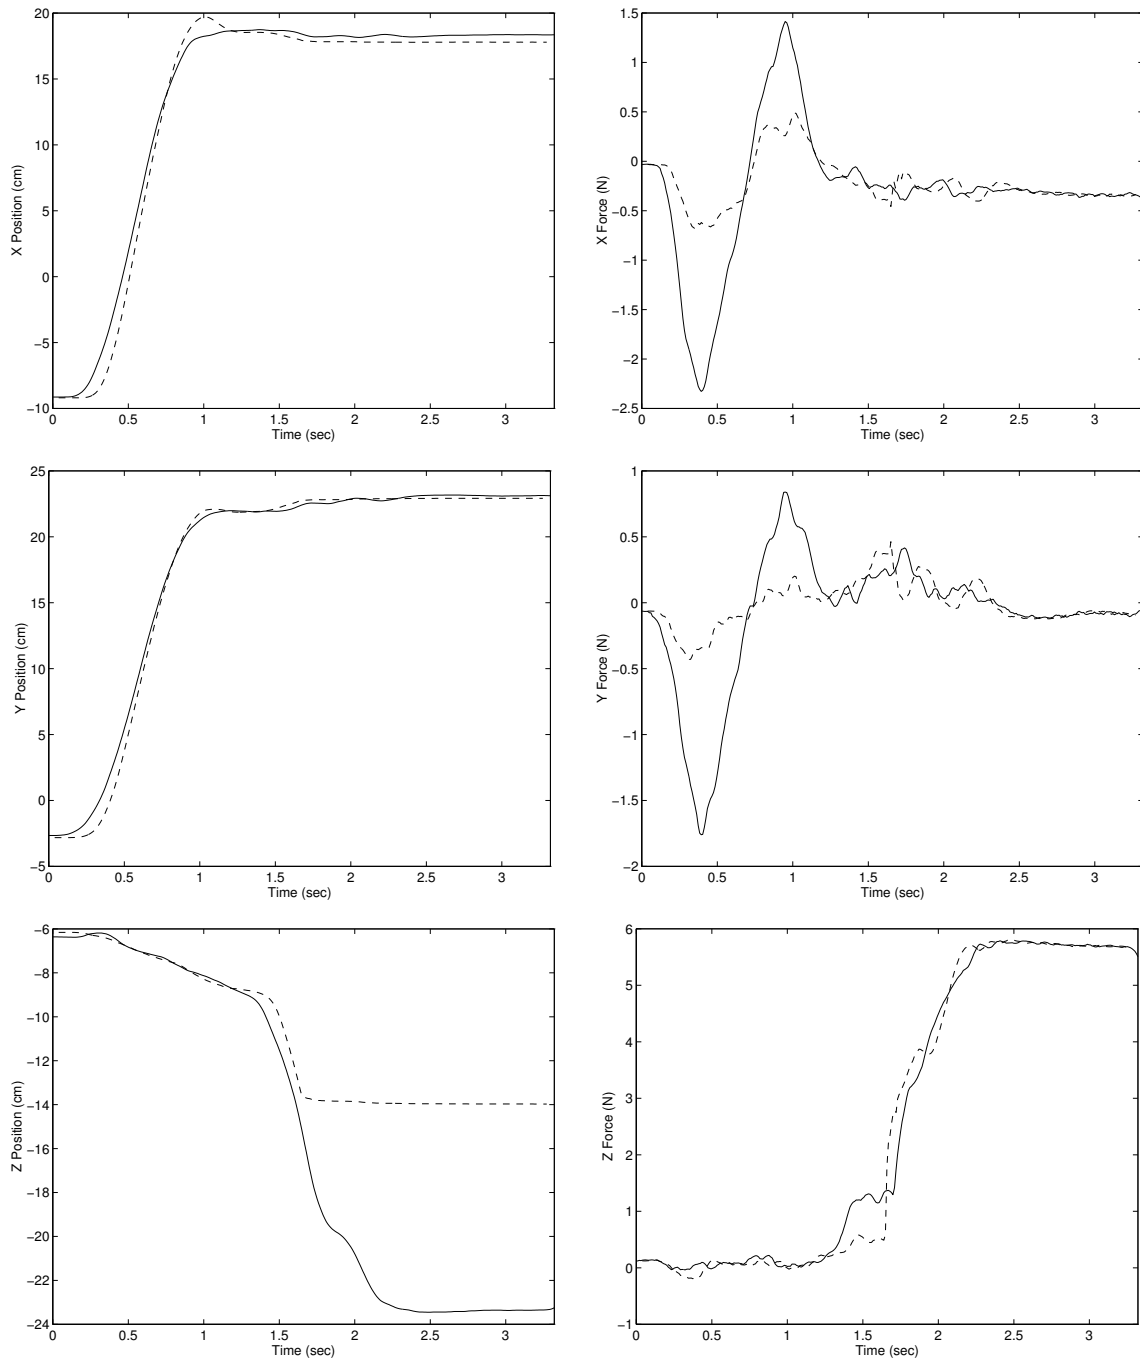 20
15
10
5
0
−5
−10
0 0.5 1 1.5 2 2.5 3
Time (sec)
X Position (cm)
1.5
1
0.5
0
−0.5
−1
−1.5
−2
−2.5
0 0.5 1 1.5 2 2.5 3
Time (sec)
X Force (N)
25
20
15
10
5
0
−5
0 0.5 1 1.5 2 2.5 3
Time (sec)
Y Position (cm)
1
0.5
0
−0.5
−1
−1.5
−2
0 0.5 1 1.5 2 2.5 3
Time (sec)
Y Force (N)
−6
−8
−10
−12
−14
−16
−18
−20
−22
−24
0 0.5 1 1.5 2 2.5 3
Time (sec)
Z Position (cm)
6
5
4
3
2
1
0
−1
0 0.5 1 1.5 2 2.5 3
Time (sec)
Z Force (N)